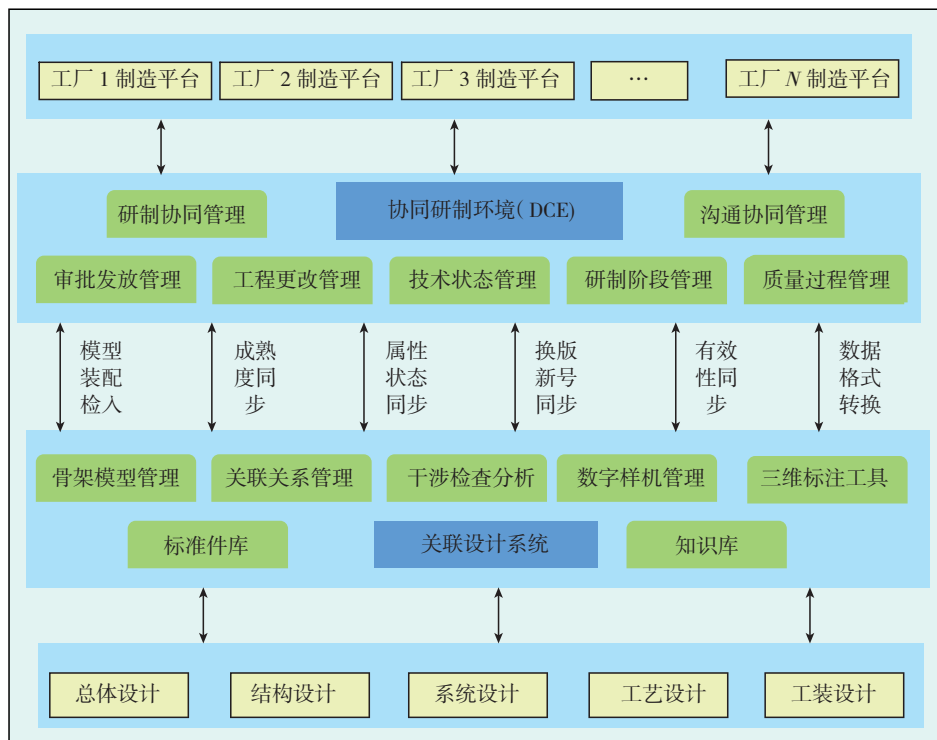 工厂 1 制造平台
工厂 2 制造平台
工厂 3 制造平台
…
工厂 N 制造平台
研制协同管理
协同研制环境( DCE)
沟通协同管理
审批发放管理
工程更改管理
技术状态管理
研制阶段管理
质量过程管理
模型
装配
检入
成熟
度同
步
属性
状态
同步
换版
新号
同步
有效
性同
步
数据
格式
转换
骨架模型管理
关联关系管理
干涉检查分析
数字样机管理
三维标注工具
标准件库
关联设计系统
知识库
总体设计
结构设计
系统设计
工艺设计
工装设计